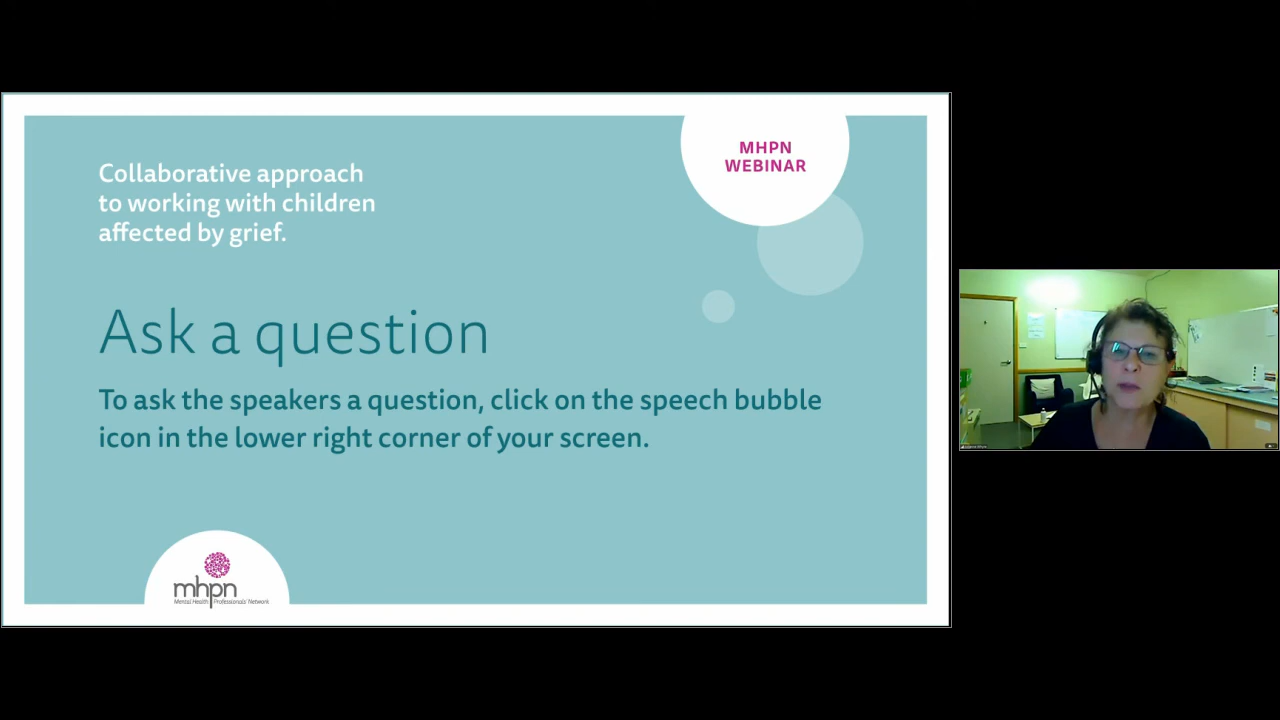 Collaborative approach
to working with children
affected by grief.
MHPN
WEBINAR
Ask a question
To ask the speakers a question, click on the speech bubble
icon in the lower right corner of your screen.
mhpn
Mental Health Professionals' Network